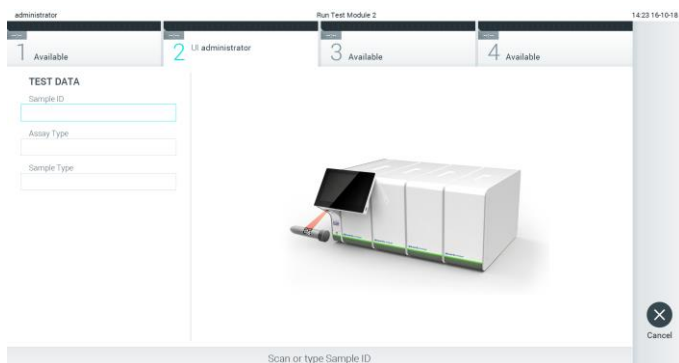 administrator
Run Test Module 2
14:23 16-10-18
1 Available
2 UI administrator
3 Available
4 Available
TEST DATA
Sample ID
Assay Type
Sample Type
Cancel
Scan or type Sample ID